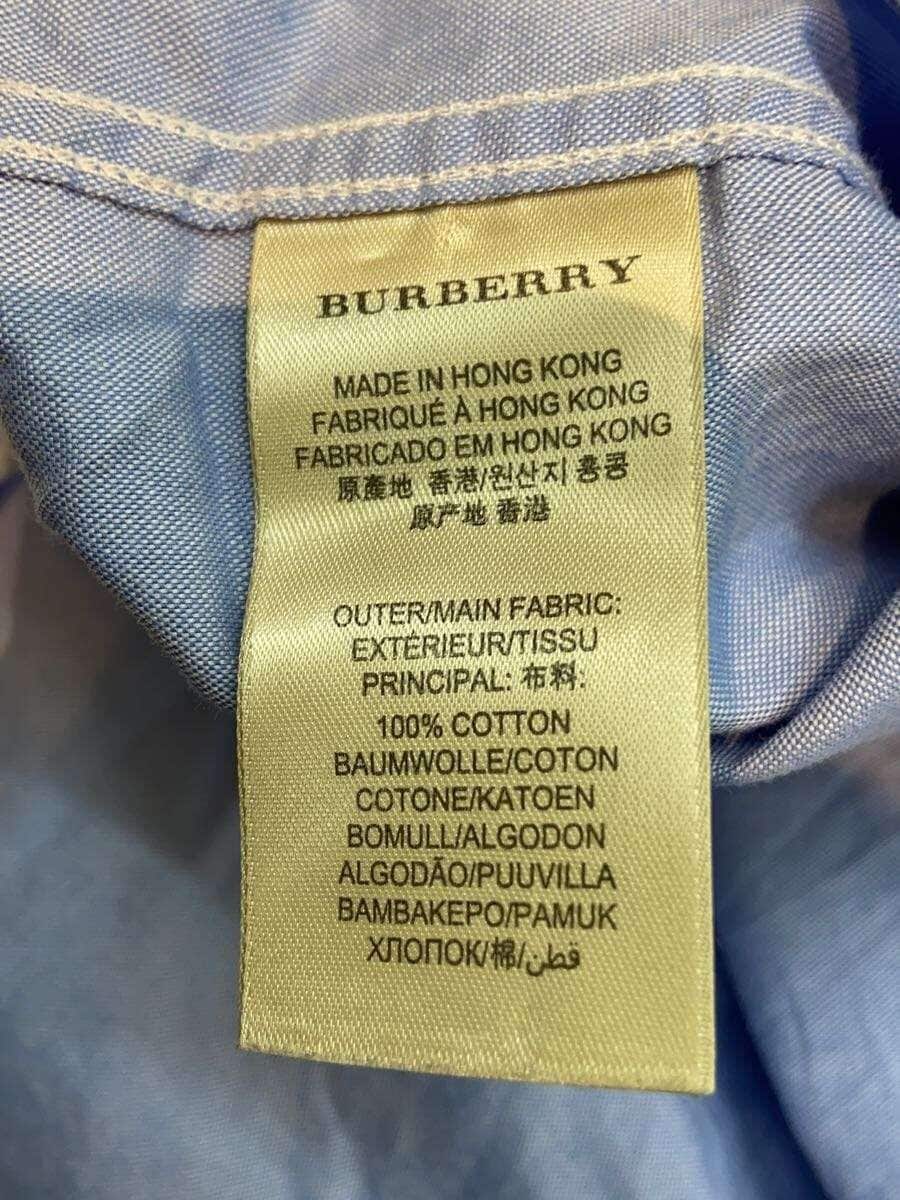 BURBERRY
MADE IN HONG KONG
FABRIQUÉ À HONG KONG
FABRICADO EM HONG KONG
原產地 香港/원산지 홍콩
原产地 香港
OUTER/MAIN FABRIC:
EXTÉRIEUR/TISSU
PRINCIPAL: 布料:
100% COTTON
BAUMWOLLE/COTON
COTONE/KATOEN
BOMULL/ALGODON
ALGODÃO/PUUVILLA
ΒΑΜΒΑΚΕΡΟ/PAMUK
ХЛОПОК/棉/قطن